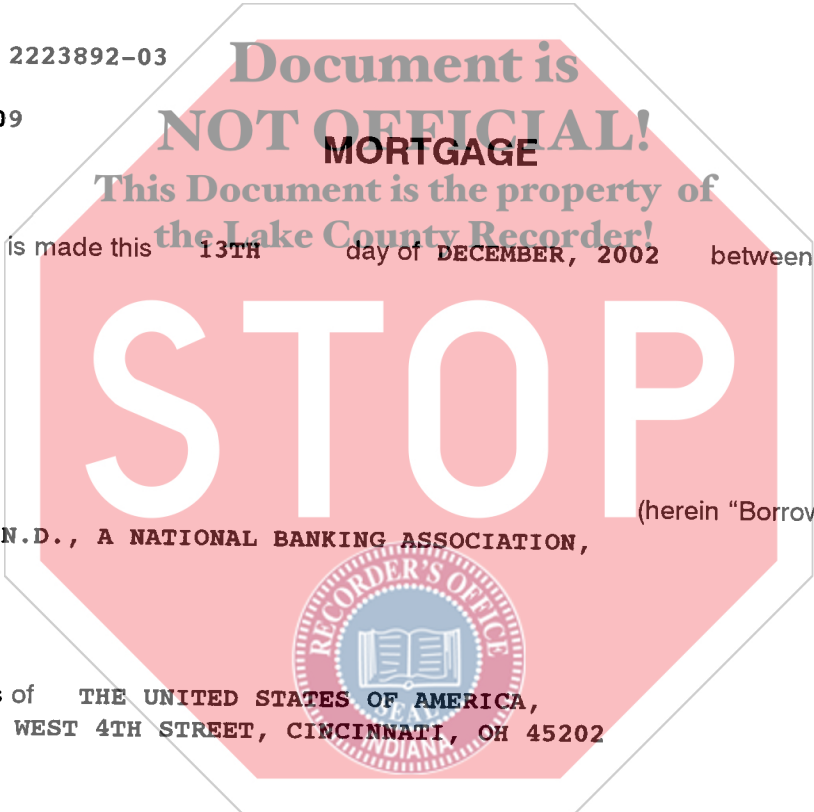 2223892-03
Document is
09
NOT OFFICIAL!
MORTGAGE
This Document is the property of
the Lake County Recorder!
is made this 13TH day of DECEMBER, 2002 between
STOP
(herein “Borrow
N.D., A NATIONAL BANKING ASSOCIATION,
RECORDER'S OFFICE
s of THE UNITED STATES OF AMERICA,
SEAL
WEST 4TH STREET, CINCINNATI, OH 45202
INDIANA